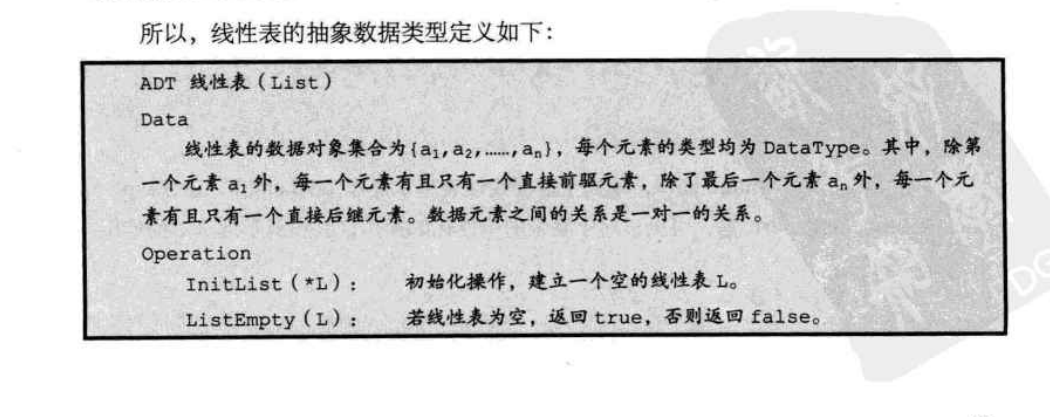 所以，线性表的抽象数据类型定义如下：
ADT 线性表（List）
Data
线性表的数据对象集合为{a₁,a₂,……,aₙ}，每个元素的类型均为 DataType。其中，除第
一个元素 a₁ 外，每一个元素有且只有一个直接前驱元素，除了最后一个元素 aₙ 外，每一个元
素有且只有一个直接后继元素。数据元素之间的关系是一对一的关系。
Operation
InitList（*L）： 初始化操作，建立一个空的线性表 L。
ListEmpty（L）： 若线性表为空，返回 true，否则返回 false。